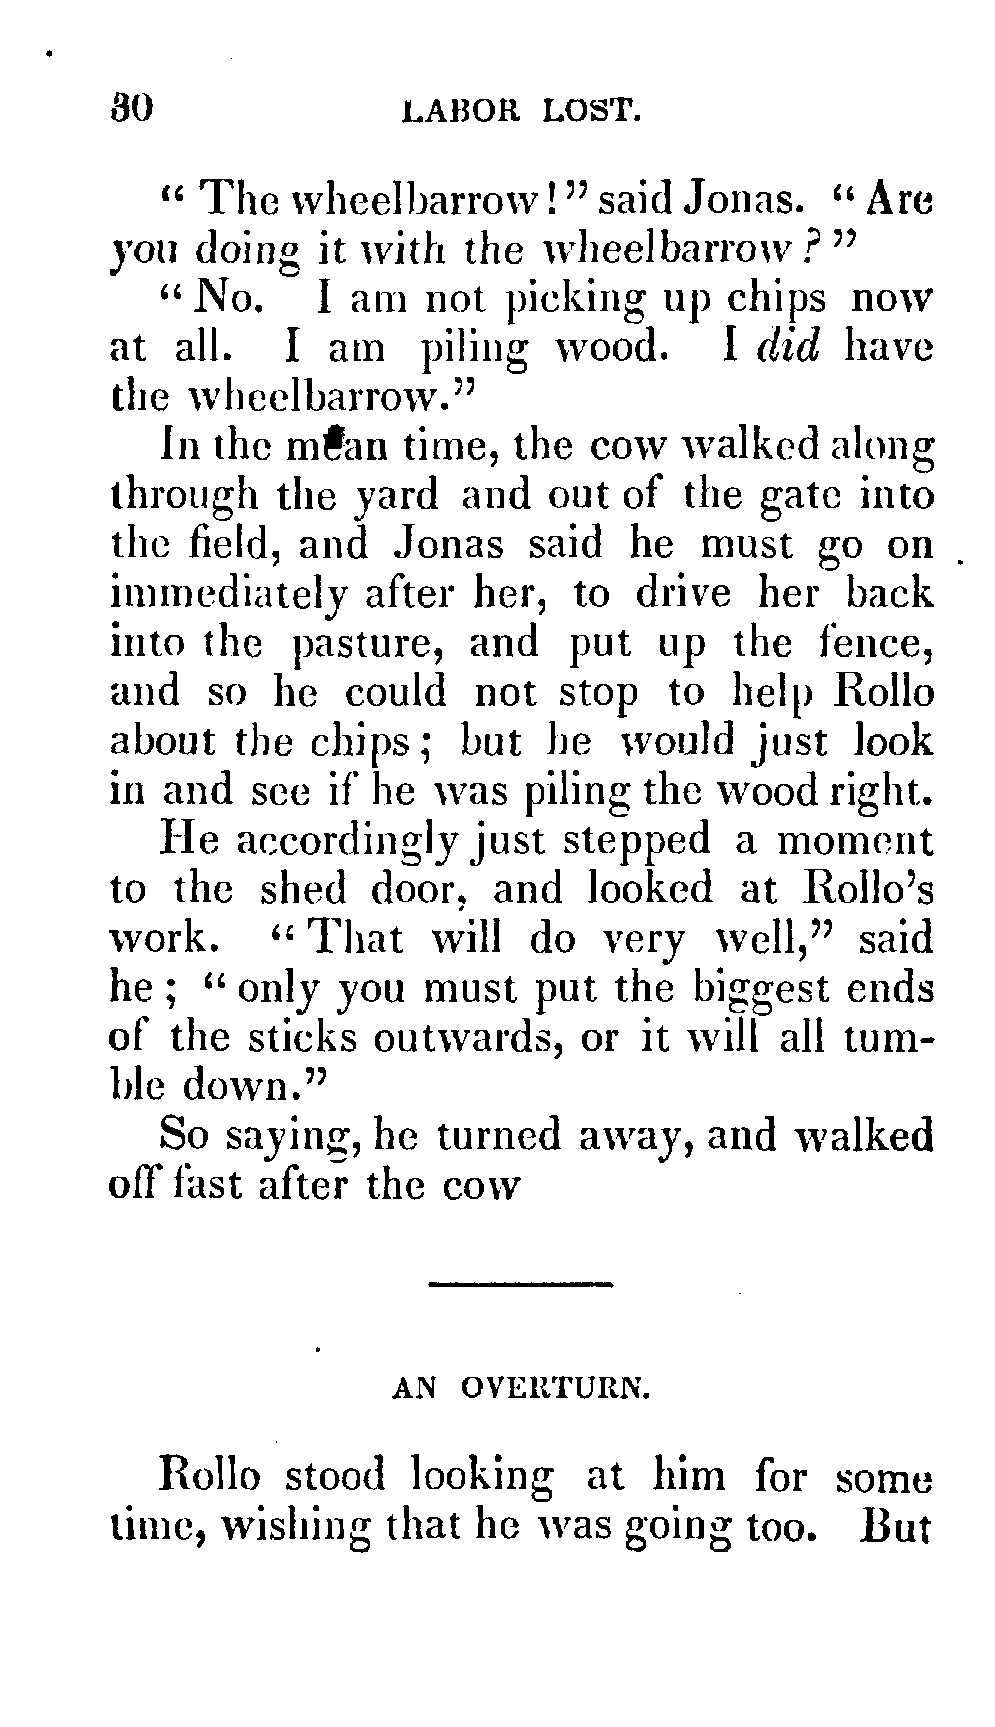 30 LABOR LOST.
“ The wheelbarrow ! ” said Jonas. “ Are
you doing it with the wheelbarrow ? ”
“ No. I am not picking up chips now
at all. I am piling wood. I did have
the wheelbarrow.”
In the mean time, the cow walked along
through the yard and out of the gate into
the field, and Jonas said he must go on
immediately after her, to drive her back
into the pasture, and put up the fence,
and so he could not stop to help Rollo
about the chips ; but he would just look
in and see if he was piling the wood right.
He accordingly just stepped a moment
to the shed door, and looked at Rollo’s
work. “ That will do very well,” said
he ; “ only you must put the biggest ends
of the sticks outwards, or it will all tum-
ble down.”
So saying, he turned away, and walked
off fast after the cow
AN OVERTURN.
Rollo stood looking at him for some
time, wishing that he was going too. But